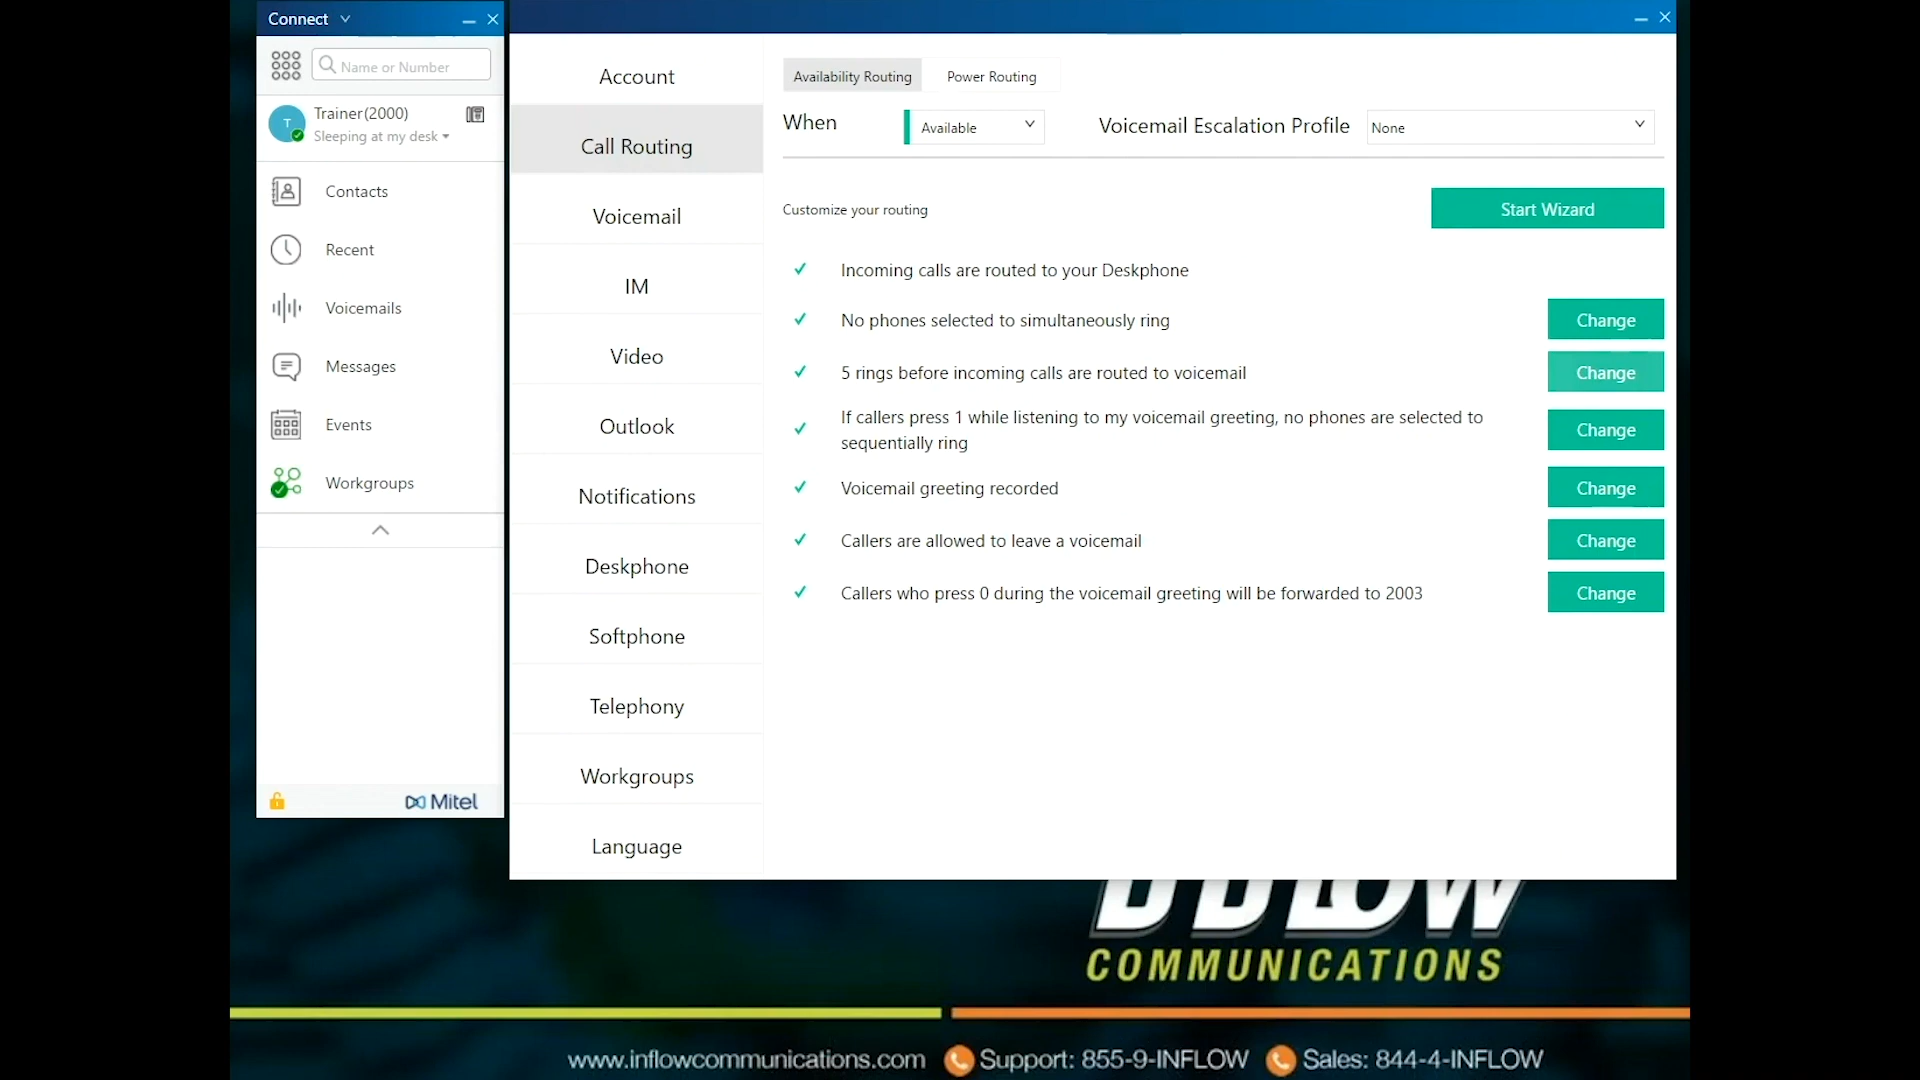 Connect
Name or Number
T
Trainer(2000)
Sleeping at my desk
Contacts
Recent
Voicemails
Messages
Events
Workgroups
Mitel
Account
Call Routing
Voicemail
IM
Video
Outlook
Notifications
Deskphone
Softphone
Telephony
Workgroups
Language
Availability Routing
Power Routing
When
Available
Voicemail Escalation Profile
None
Customize your routing
Start Wizard
Incoming calls are routed to your Deskphone
No phones selected to simultaneously ring
Change
5 rings before incoming calls are routed to voicemail
Change
If callers press 1 while listening to my voicemail greeting, no phones are selected to
sequentially ring
Change
Voicemail greeting recorded
Change
Callers are allowed to leave a voicemail
Change
Callers who press 0 during the voicemail greeting will be forwarded to 2003
Change
COMMUNICATIONS
www.inflowcommunications.com
Support: 855-9-INFLOW
Sales: 844-4-INFLOW